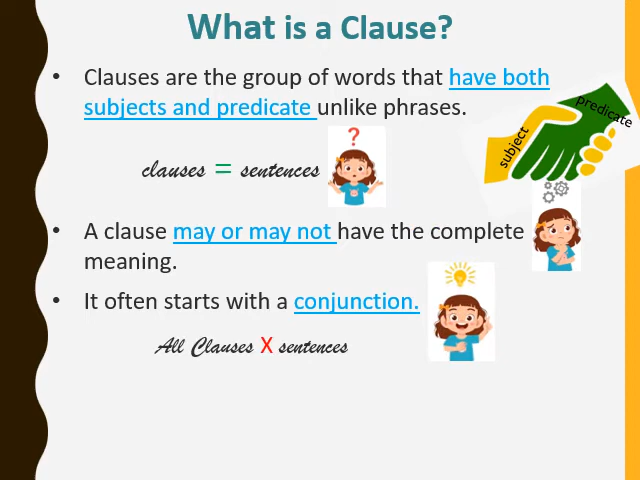 What is a Clause?
• Clauses are the group of words that have both
subjects and predicate unlike phrases.
subject
predicate
clauses = sentences
?
• A clause may or may not have the complete
meaning.
• It often starts with a conjunction.
All Clauses X sentences